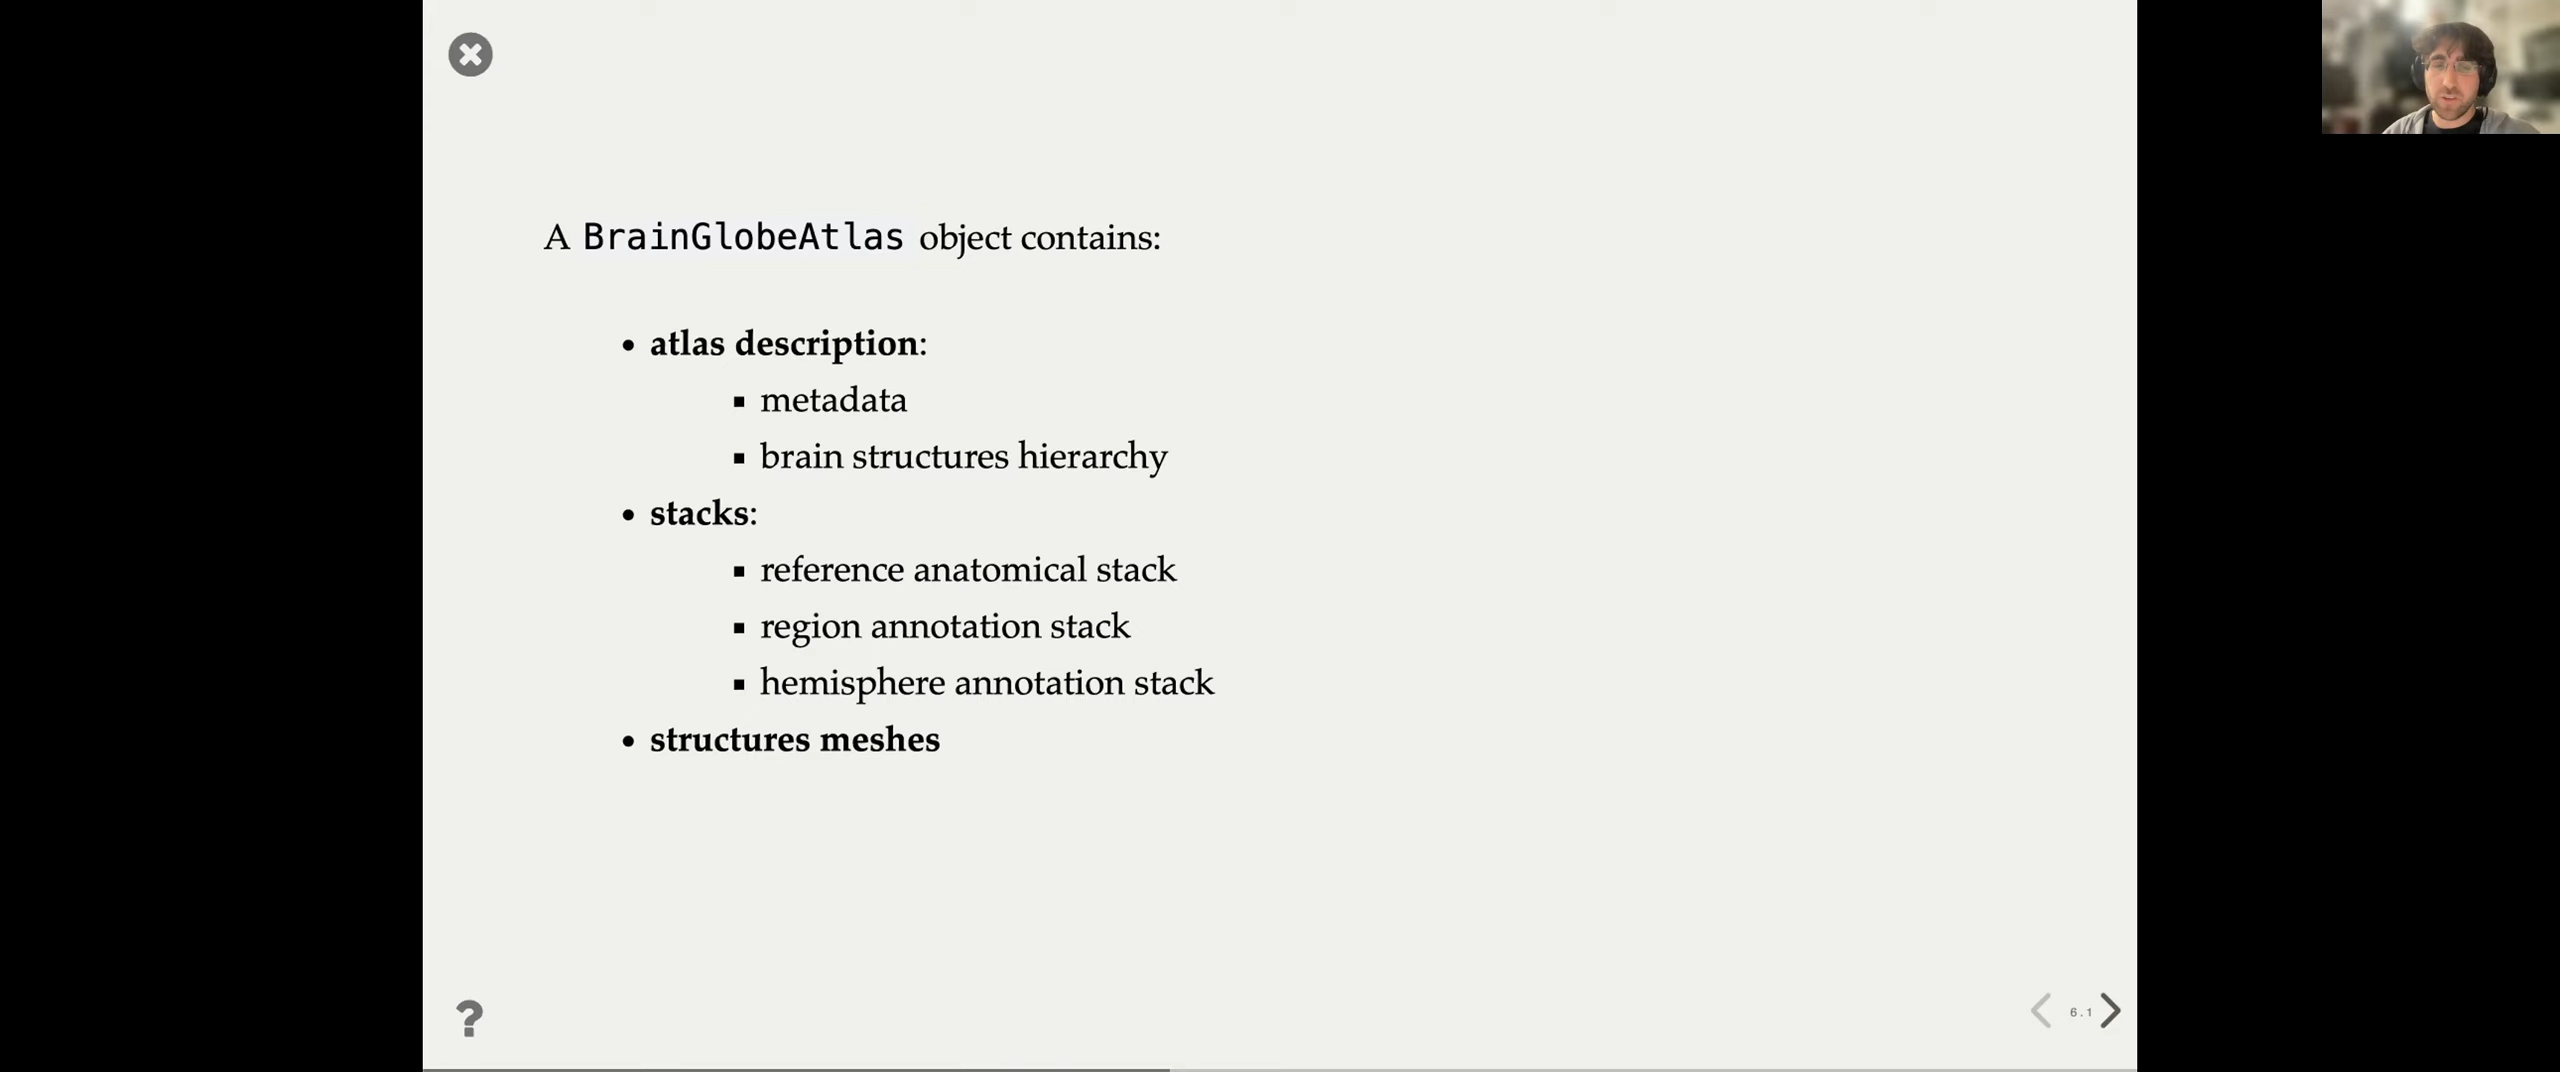 A BrainGlobeAtlas object contains:
• atlas description:
▪ metadata
▪ brain structures hierarchy
• stacks:
▪ reference anatomical stack
▪ region annotation stack
▪ hemisphere annotation stack
• structures meshes
?
6.1